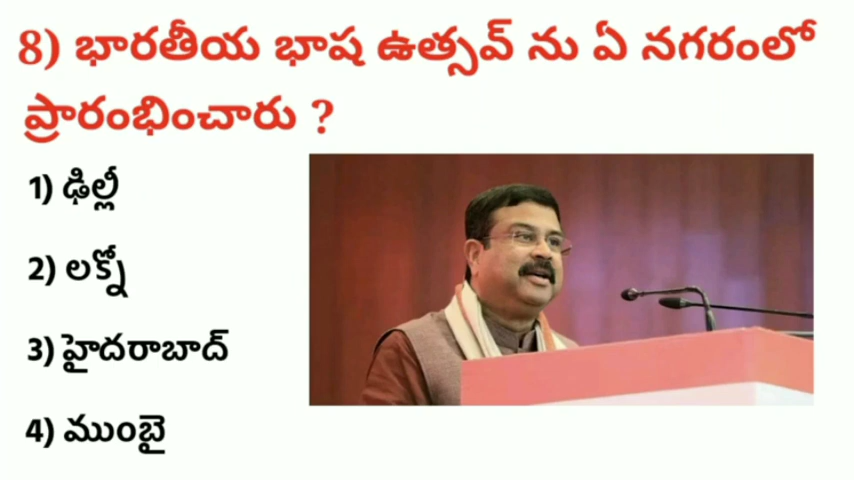 8) భారతీయ భాష ఉత్సవ్ ను ఏ నగరంలో
ప్రారంభించారు ?
1) ఢిల్లీ
2) లక్నో
3) హైదరాబాద్
4) ముంబై